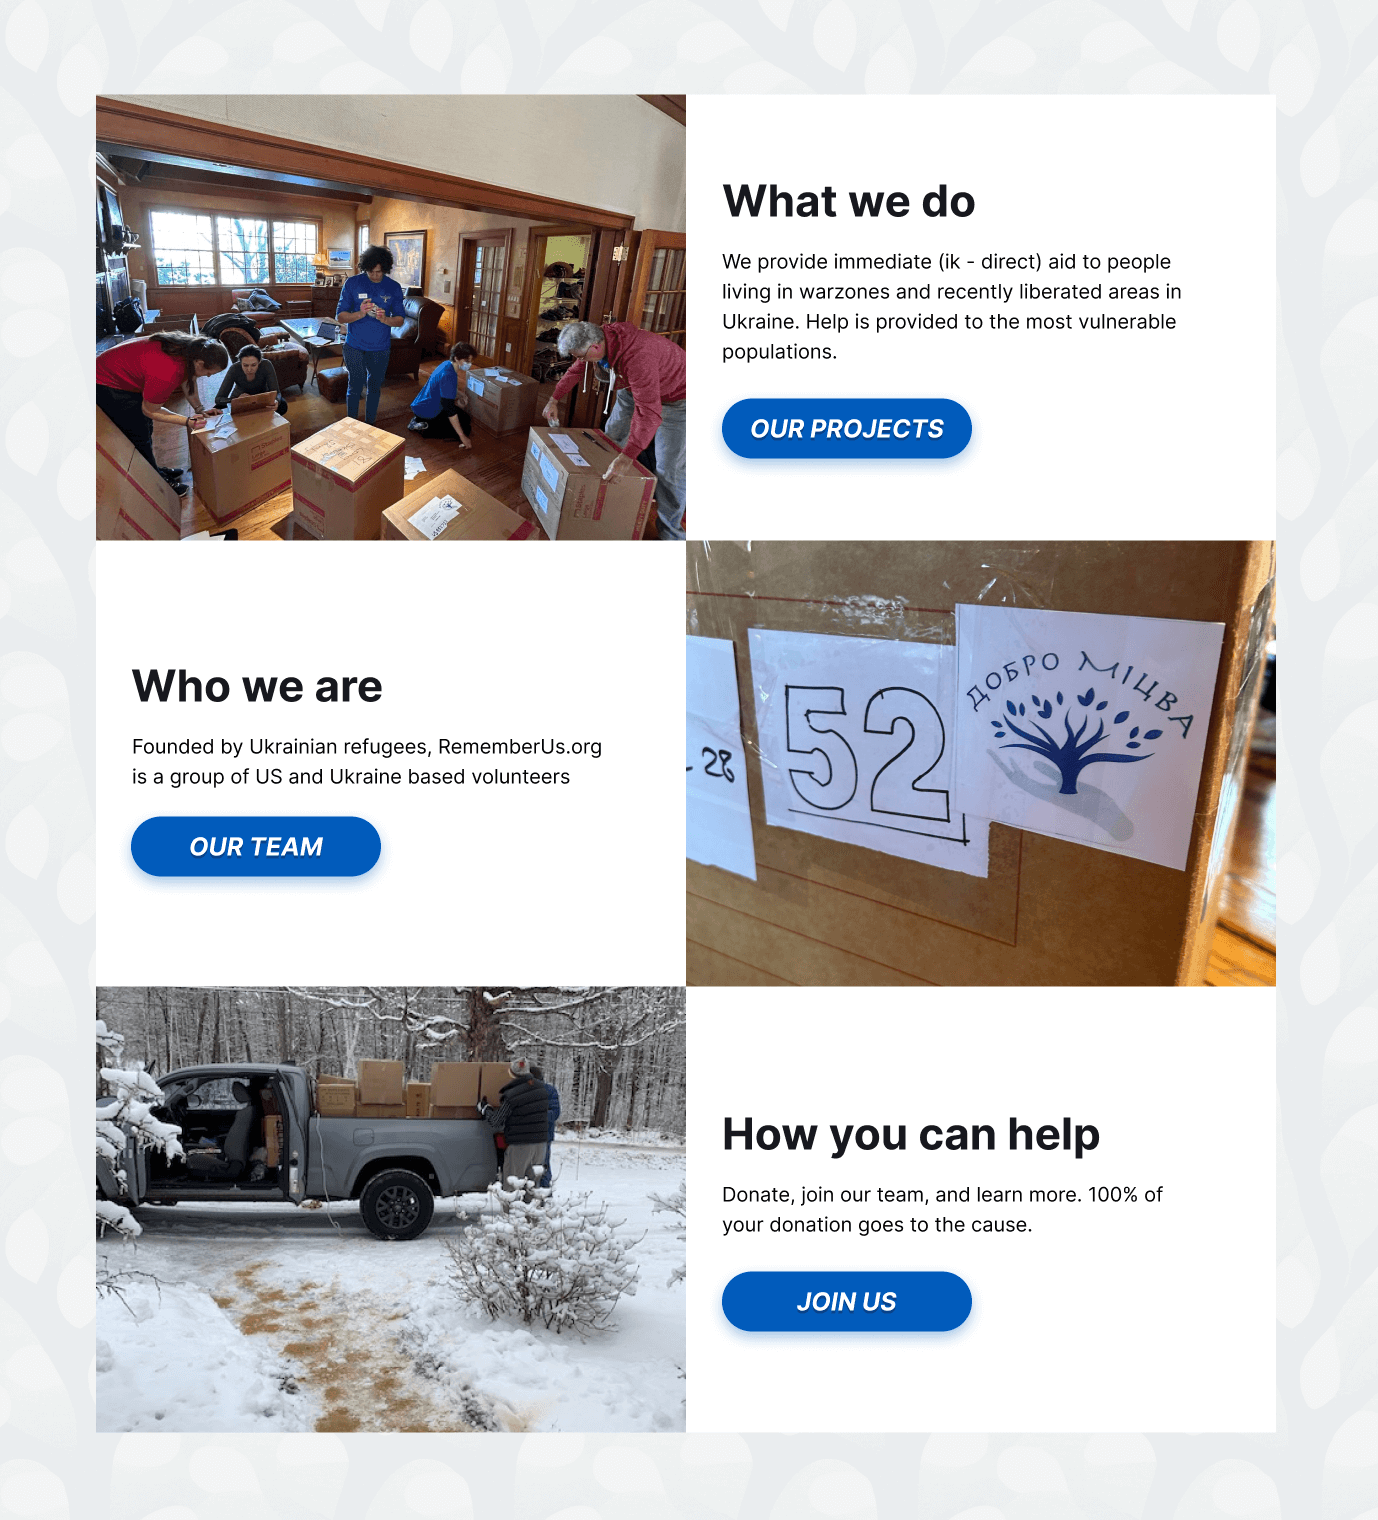 What we do
We provide immediate (ik - direct) aid to people
living in warzones and recently liberated areas in
Ukraine. Help is provided to the most vulnerable
populations.
OUR PROJECTS
Who we are
Founded by Ukrainian refugees, RememberUs.org
is a group of US and Ukraine based volunteers
OUR TEAM
28
52
ДОБРО МІЦВА
How you can help
Donate, join our team, and learn more. 100% of
your donation goes to the cause.
JOIN US